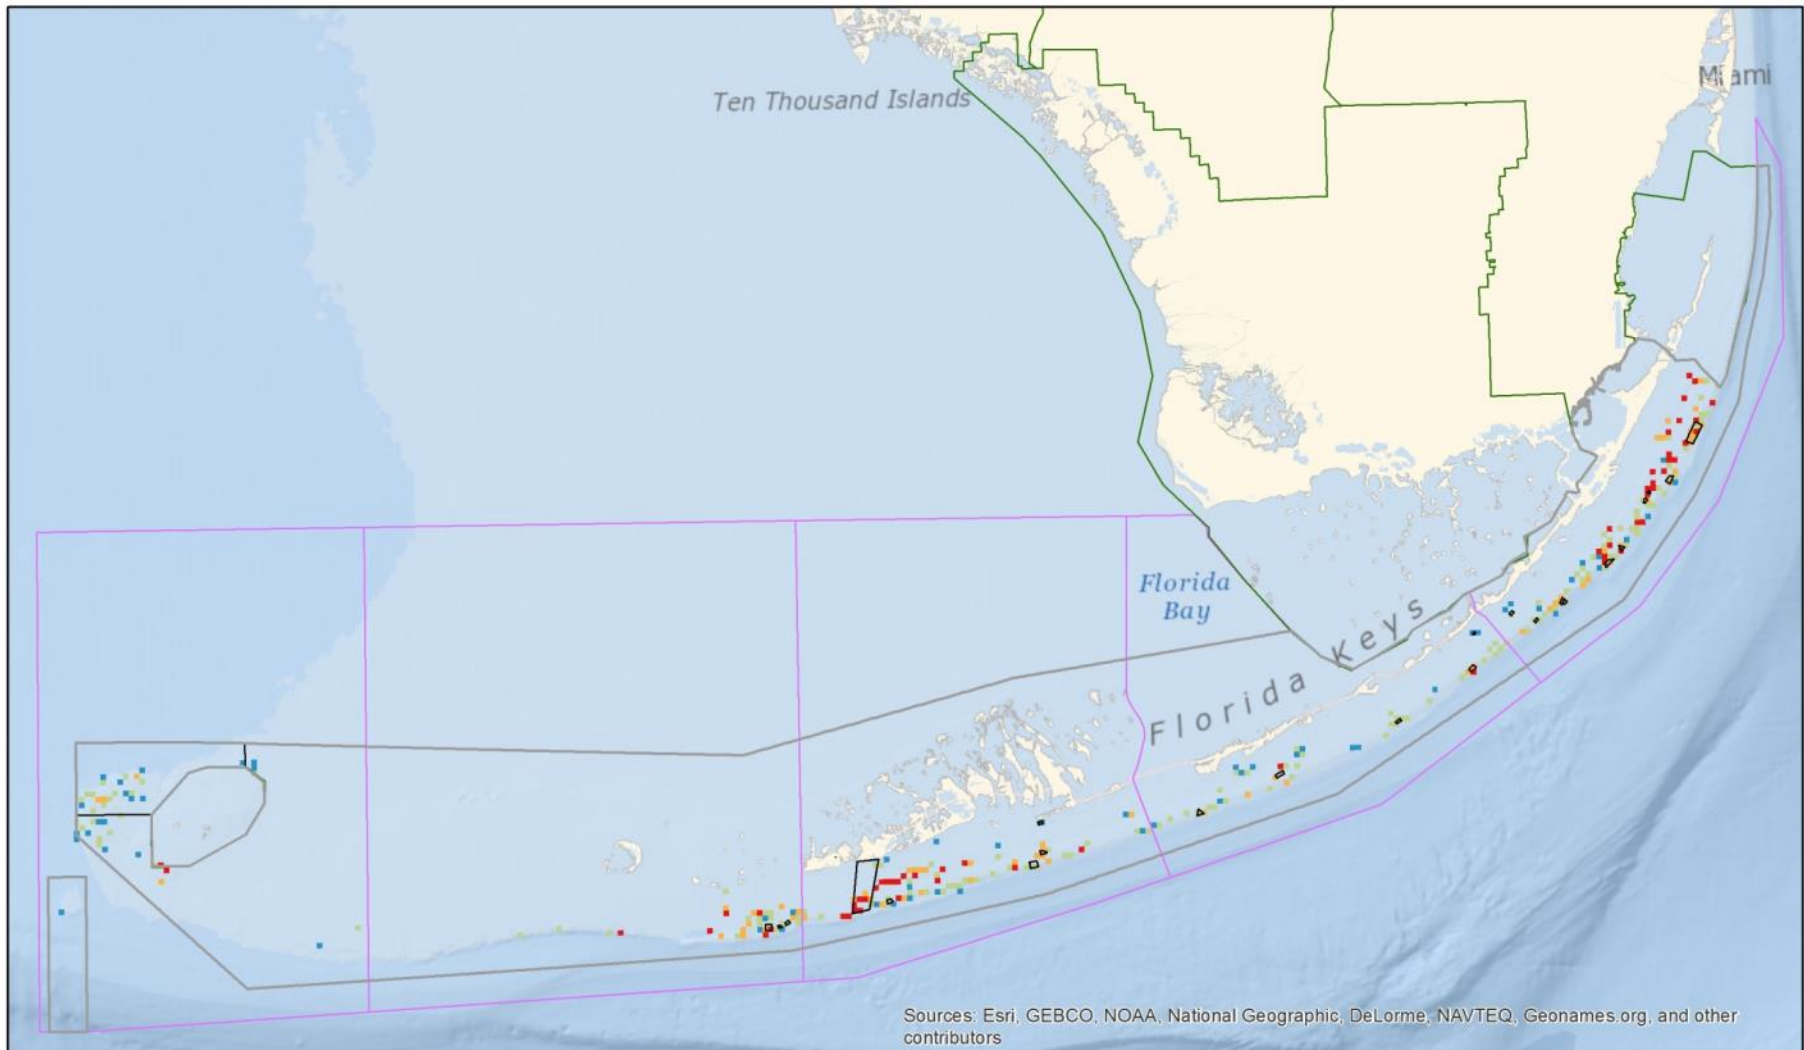 Ten Thousand Islands
Miami
Florida
Bay
Florida Keys
Sources: Esri, GEBCO, NOAA, National Geographic, DeLorme, NAVTEQ, Geonames.org, and other
contributors